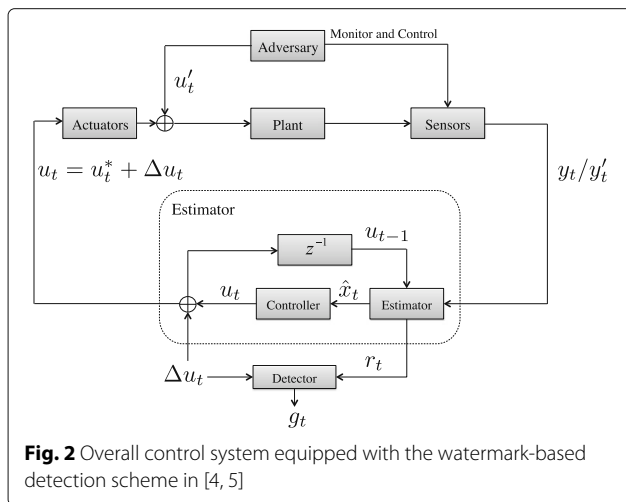 Adversary
Monitor and Control
u′_t
Actuators
Plant
Sensors
u_t = u*_t + Δu_t
y_t/y′_t
Estimator
z⁻¹
u_{t−1}
u_t
Controller
x̂_t
Estimator
Δu_t
r_t
Detector
g_t
Fig. 2 Overall control system equipped with the watermark-based
detection scheme in [4, 5]